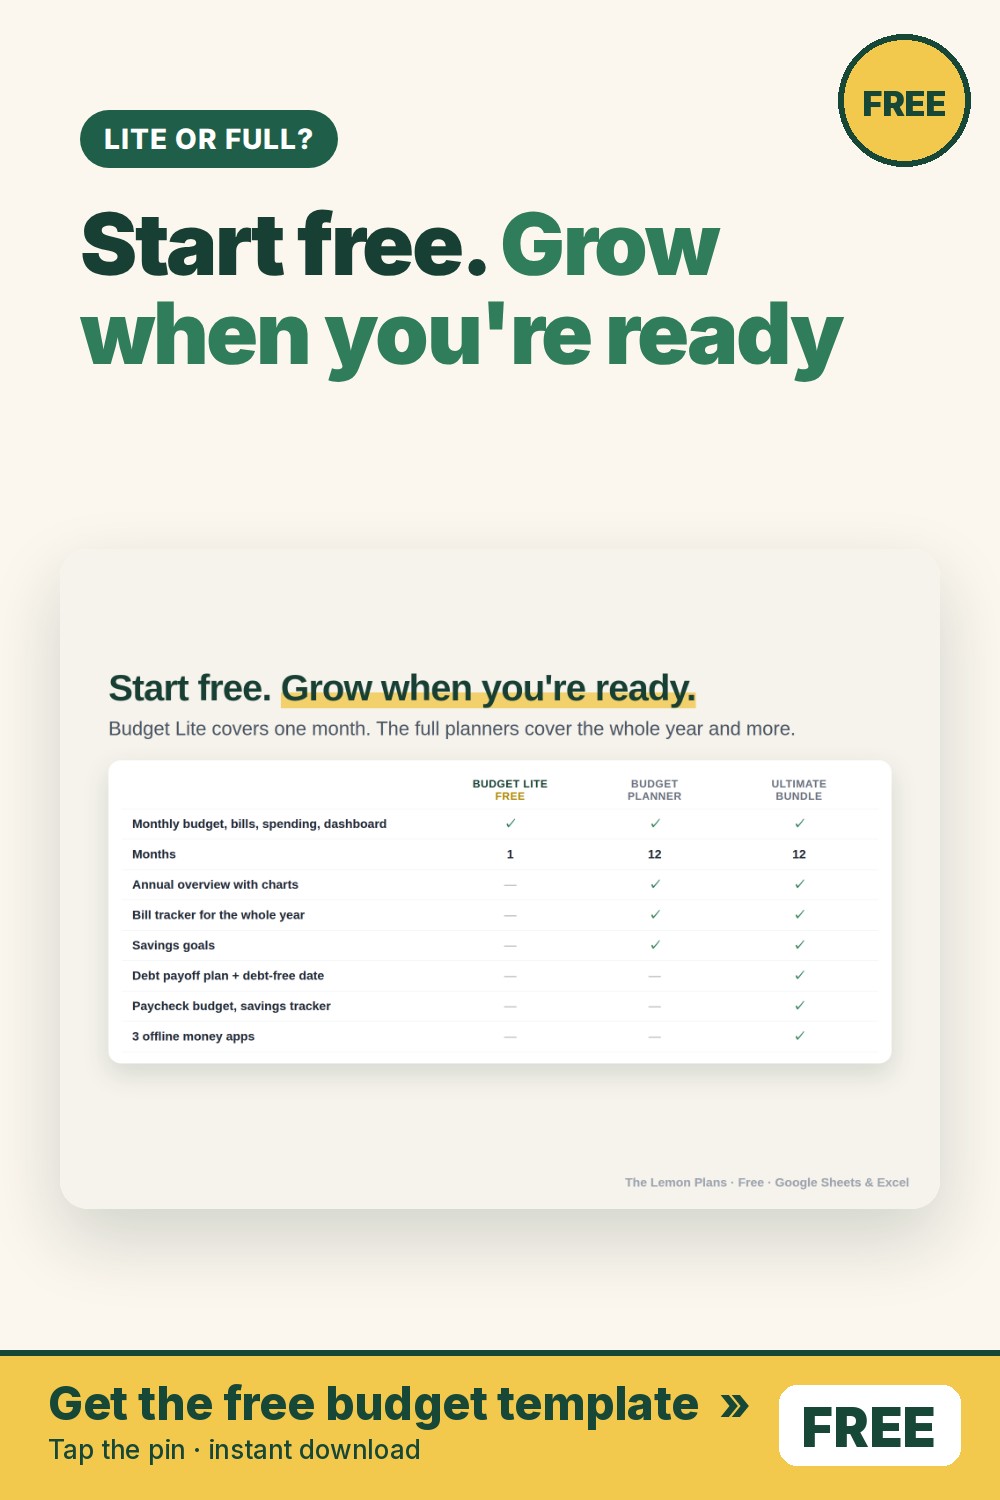 FREE
LITE OR FULL?
Start free. Grow
when you're ready
Start free. Grow when you're ready.
Budget Lite covers one month. The full planners cover the whole year and more.
BUDGET LITE BUDGET ULTIMATE
FREE PLANNER BUNDLE
Monthly budget, bills, spending, dashboard ✓ ✓ ✓
Months 1 12 12
Annual overview with charts — ✓ ✓
Bill tracker for the whole year — ✓ ✓
Savings goals — ✓ ✓
Debt payoff plan + debt-free date — — ✓
Paycheck budget, savings tracker — — ✓
3 offline money apps — — ✓
The Lemon Plans · Free · Google Sheets & Excel
Get the free budget template »
Tap the pin · instant download
FREE